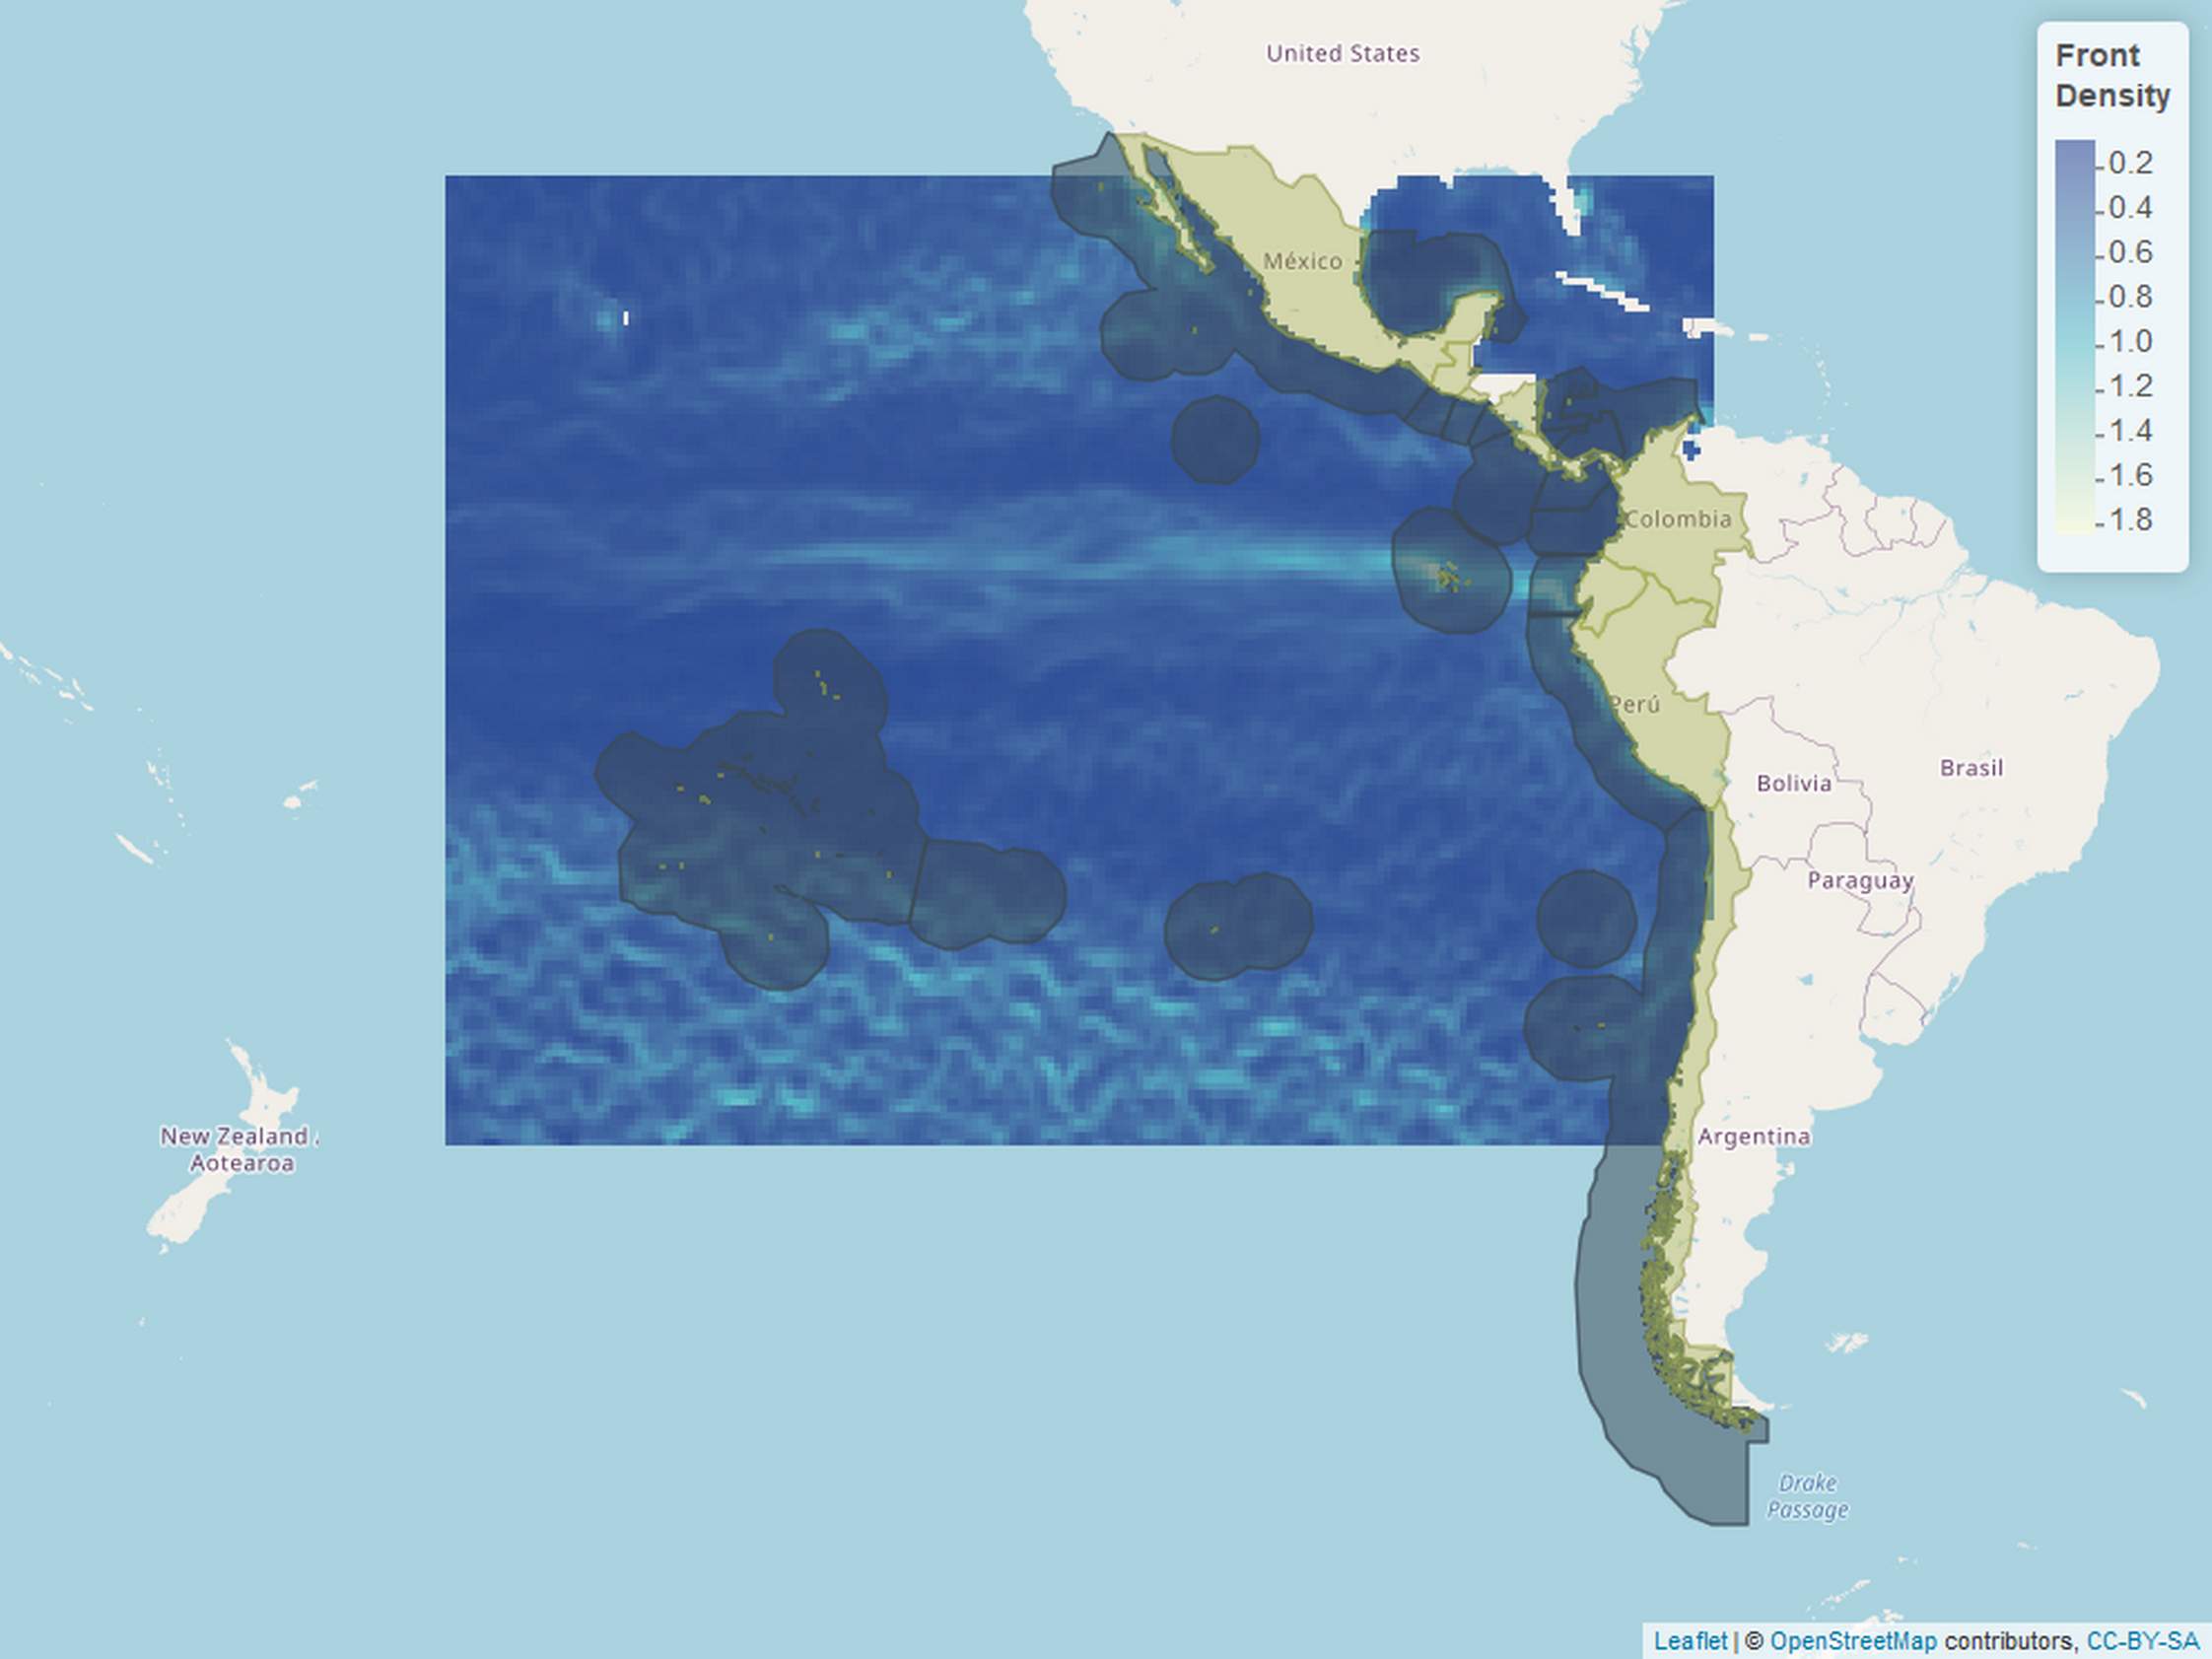 United States
Front
Density
0.2
0.4
0.6
0.8
1.0
1.2
1.4
1.6
1.8
México
Colombia
Perú
Bolivia
Brasil
Paraguay
New Zealand
Aotearoa
Argentina
Drake
Passage
Leaflet | © OpenStreetMap contributors, CC-BY-SA